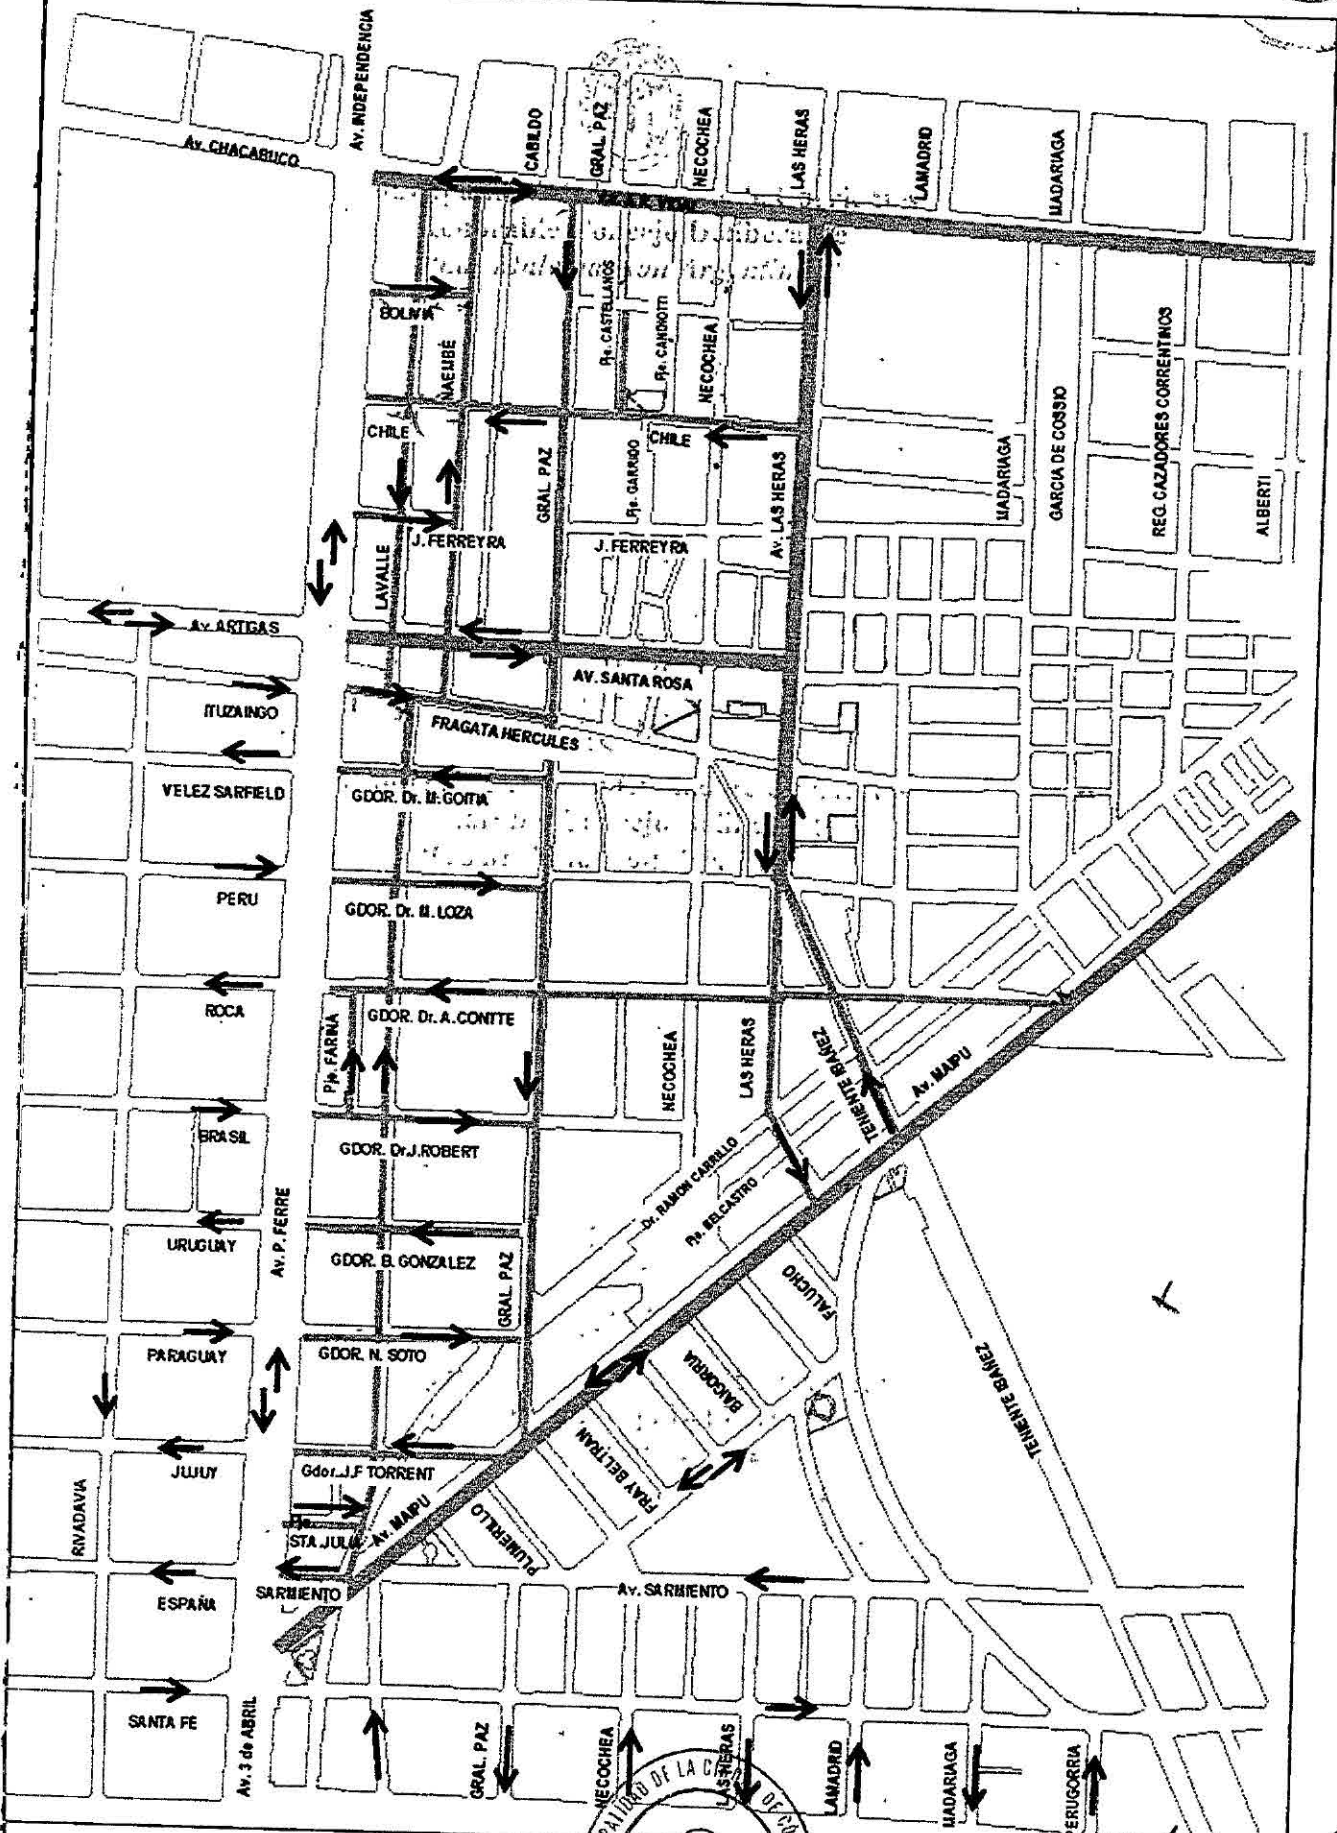 Av. INDEPENDENCIA
Av. CHACABUCO
CABILDO
GRAL. PAZ
NECOCHEA
LAS HERAS
LAMADRID
MADARIAGA
BOLIVIA
NAEMBÉ
Pje. CASTELLANOS
Pje. CANDIOTTI
NECOCHEA
CHILE
CHILE
GRAL. PAZ
Pje. GARRIDO
Av. LAS HERAS
MADARIAGA
GARCIA DE COSSIO
REG. CAZADORES CORRENTINOS
ALBERTI
LAVALLE
J. FERREYRA
J. FERREYRA
Av. ARTIGAS
AV. SANTA ROSA
ITUZAINGO
FRAGATA HERCULES
VELEZ SARFIELD
GDOR. Dr. M. GOITIA
PERU
GDOR. Dr. M. LOZA
ROCA
Pje. FARINA
GDOR. Dr. A. CONTTE
NECOCHEA
LAS HERAS
TENIENTE IBAÑEZ
Av. MAIPU
BRASIL
GDOR. Dr.J.ROBERT
Dr. RAMON CARRILLO
Pje. BELCASTRO
Av. P. FERRE
URUGUAY
GDOR. B. GONZALEZ
GRAL. PAZ
FALUCHO
PARAGUAY
GDOR. N. SOTO
BAIGORRIA
TENIENTE IBAÑEZ
JUJUY
Gdor. J.F TORRENT
FRAY BELTRAN
RIVADAVIA
Pje.
STA. JULIA
Av. MAIPU
PLUMERILLO
ESPAÑA
SARMIENTO
Av. SARMIENTO
SANTA FE
Av. 3 de ABRIL
GRAL. PAZ
NECOCHEA
LAS HERAS
LAMADRID
MADARIAGA
PERUGORRIA